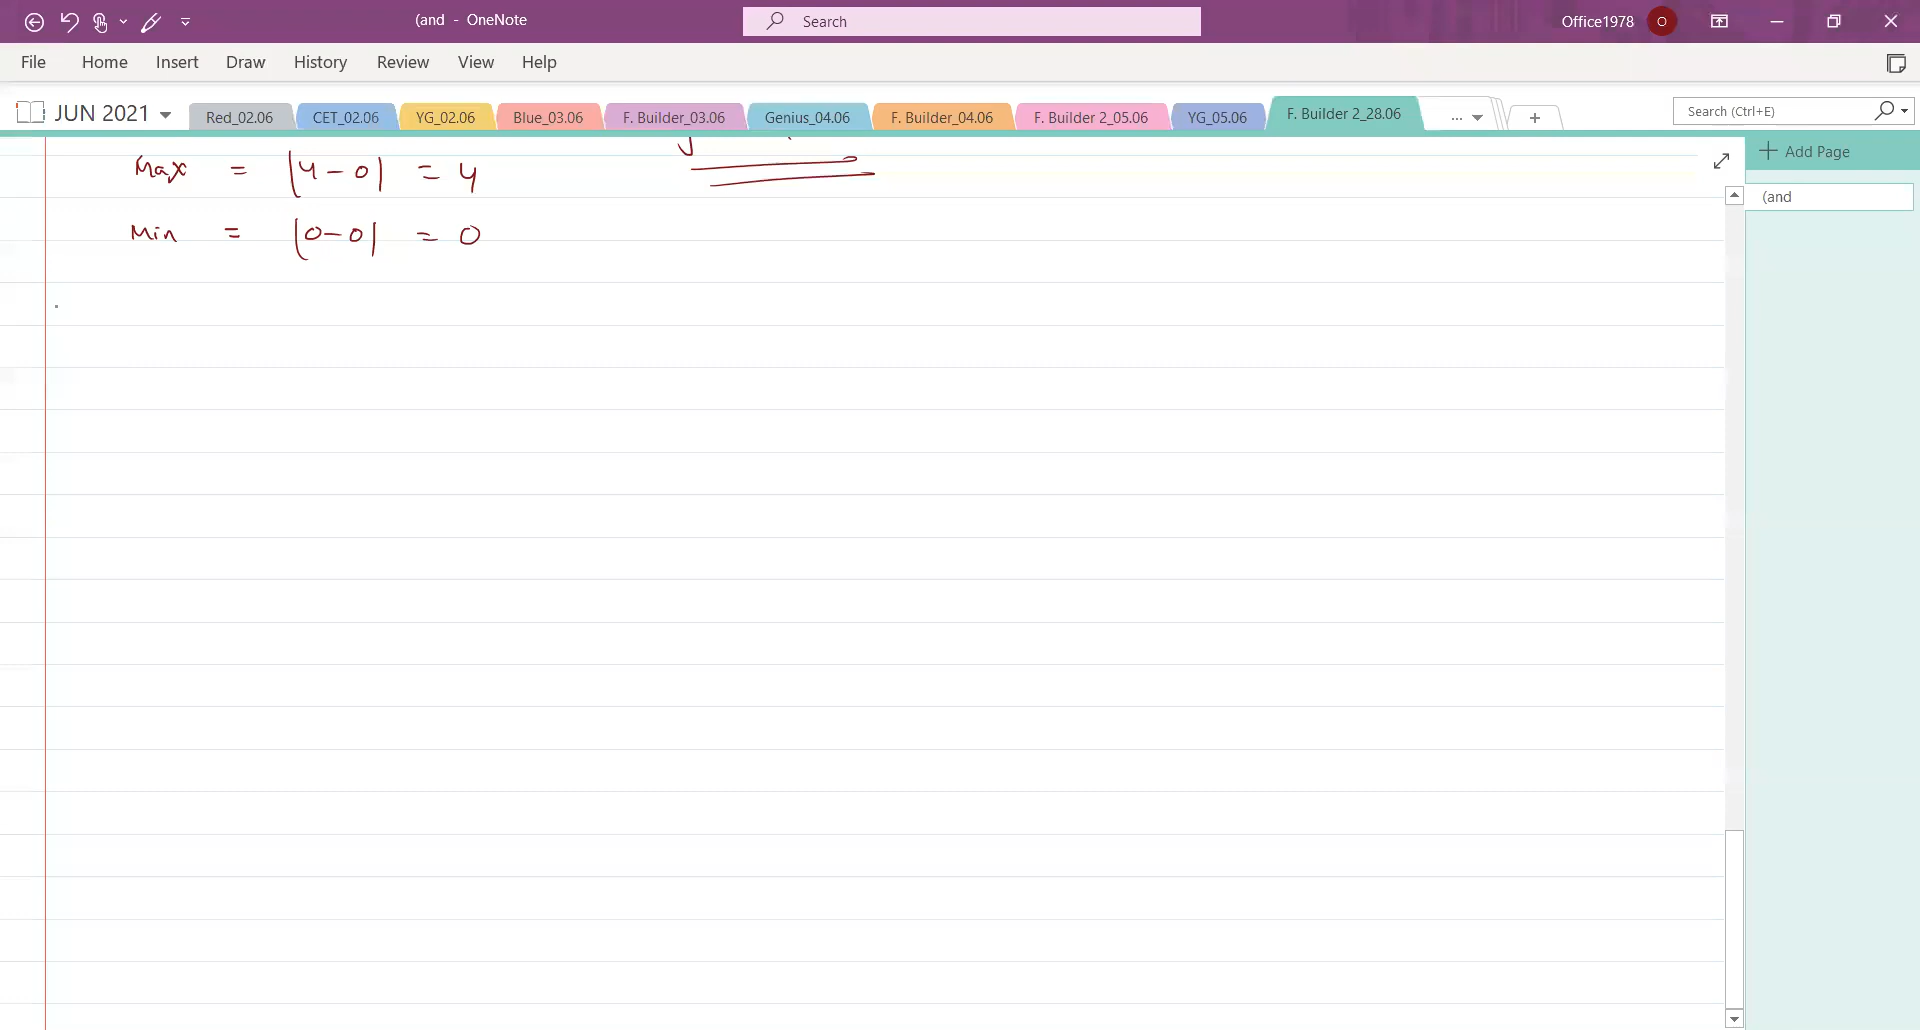 (and - OneNote
Search
Office1978
O
File Home Insert Draw History Review View Help
JUN 2021
Red_02.06
CET_02.06
YG_02.06
Blue_03.06
F. Builder_03.06
Genius_04.06
F. Builder_04.06
F. Builder 2_05.06
YG_05.06
F. Builder 2_28.06
...
+
Search (Ctrl+E)
Add Page
(and
Max = |4-0| = 4
Min = |0-0| = 0